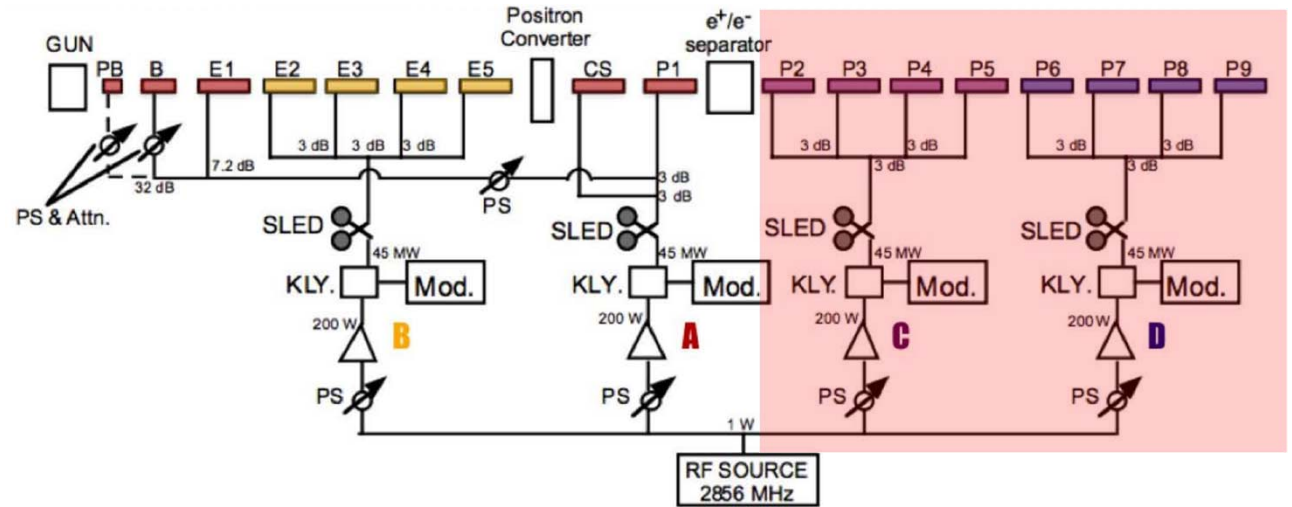 Positron
Converter
e+/e-
separator
GUN
PB B E1 E2 E3 E4 E5 CS P1 P2 P3 P4 P5 P6 P7 P8 P9
3 dB 3 dB 3 dB 3 dB 3 dB 3 dB 3 dB
7.2 dB 3 dB 3 dB 3 dB
32 dB 3 dB
PS & Attn. PS
SLED SLED SLED SLED
45 MW 45 MW 45 MW 45 MW
KLY. Mod. KLY. Mod. KLY. Mod. KLY. Mod.
200 W B 200 W A 200 W C 200 W D
PS PS PS PS
1 W
RF SOURCE
2856 MHz